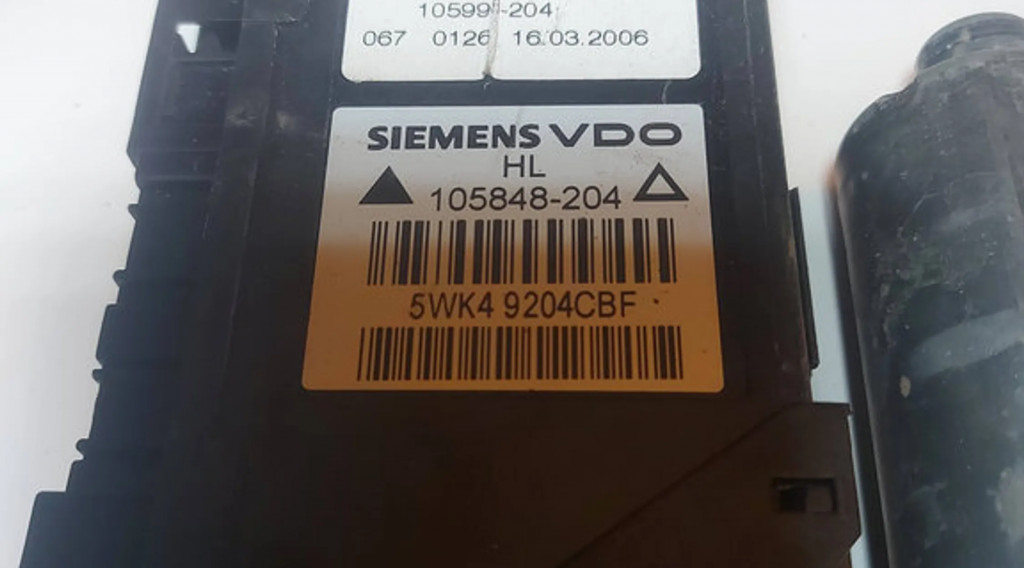 10599-204
067 0126 16.03.2006
SIEMENS VDO
HL
105848-204
5WK4 9204CBF